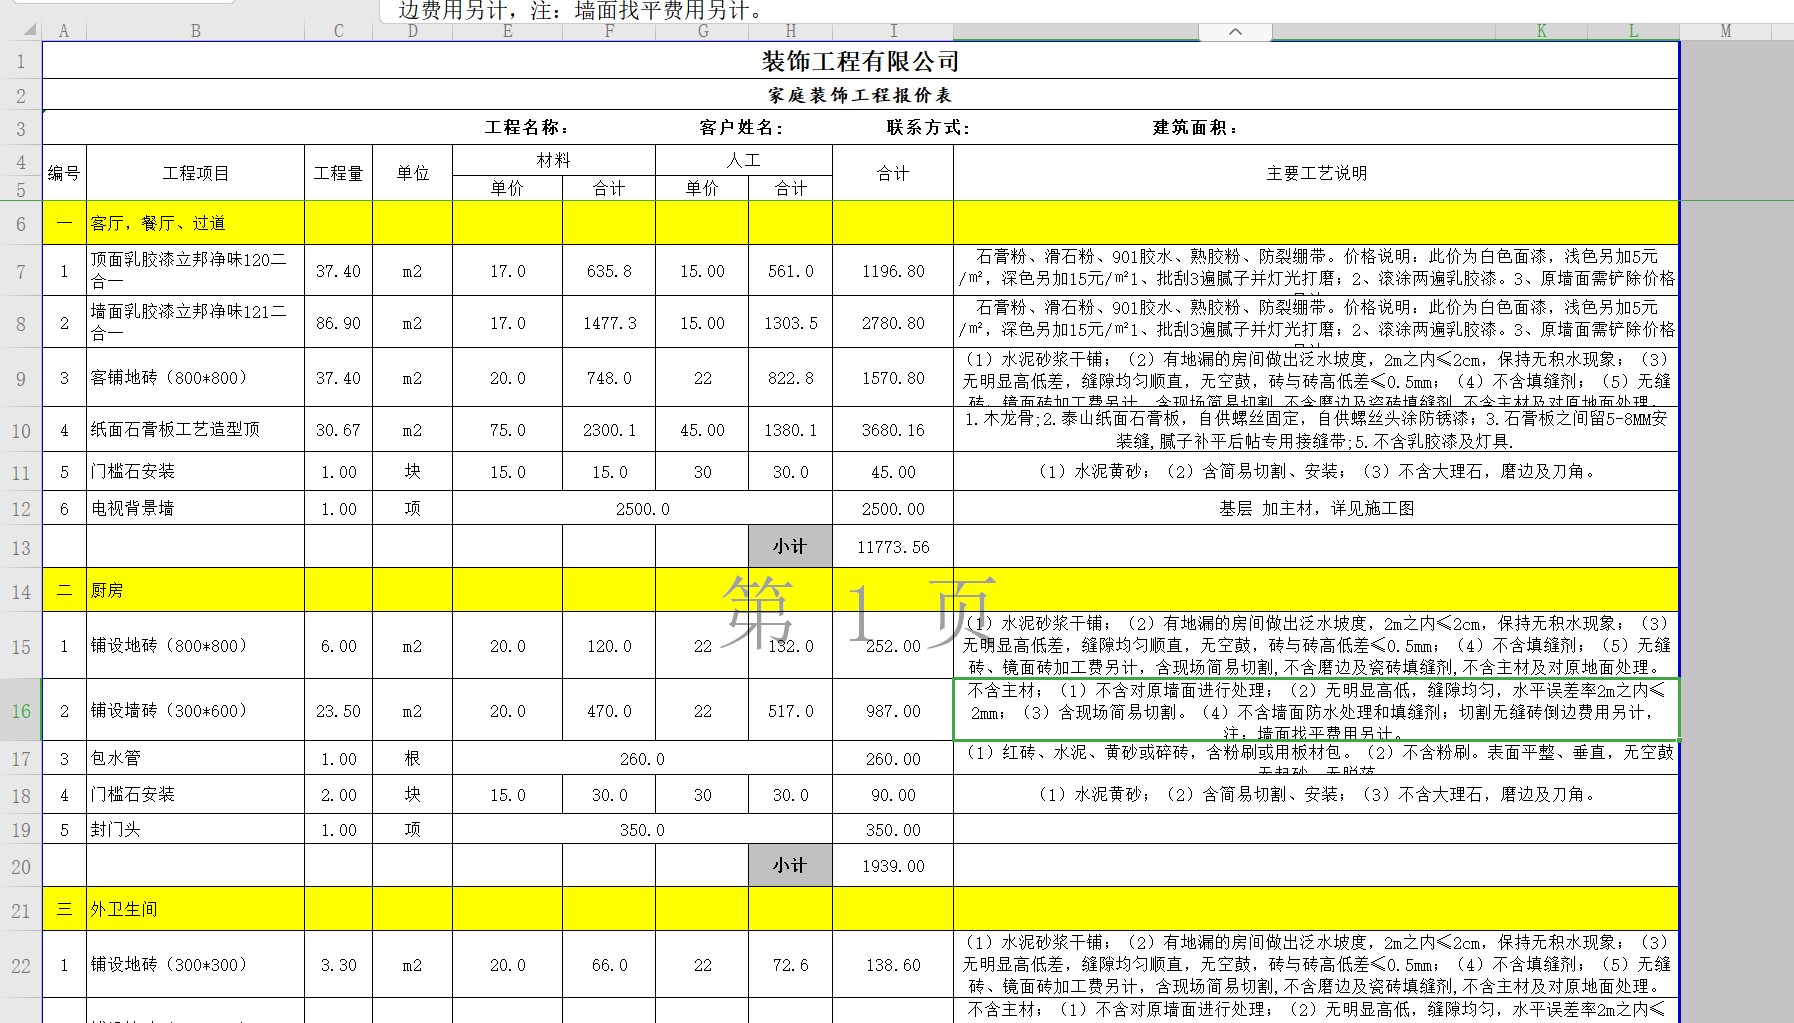 边费用另计，注：墙面找平费用另计。
A B C D E F G H I K L M
1 装饰工程有限公司
2 家庭装饰工程报价表
3 工程名称： 客户姓名： 联系方式： 建筑面积：
4 编号 工程项目 工程量 单位 材料 人工 合计 主要工艺说明
5 单价 合计 单价 合计
6 一 客厅，餐厅、过道
7 1 顶面乳胶漆立邦净味120二合一 37.40 m2 17.0 635.8 15.00 561.0 1196.80
石膏粉、滑石粉、901胶水、熟胶粉、防裂绷带。价格说明：此价为白色面漆，浅色另加5元
/㎡，深色另加15元/㎡1、批刮3遍腻子并灯光打磨；2、滚涂两遍乳胶漆。3、原墙面需铲除价格
8 2 墙面乳胶漆立邦净味121二合一 86.90 m2 17.0 1477.3 15.00 1303.5 2780.80
石膏粉、滑石粉、901胶水、熟胶粉、防裂绷带。价格说明：此价为白色面漆，浅色另加5元
/㎡，深色另加15元/㎡1、批刮3遍腻子并灯光打磨；2、滚涂两遍乳胶漆。3、原墙面需铲除价格
9 3 客铺地砖（800*800） 37.40 m2 20.0 748.0 22 822.8 1570.80
（1）水泥砂浆干铺；（2）有地漏的房间做出泛水坡度，2m之内≤2cm，保持无积水现象；（3）
无明显高低差，缝隙均匀顺直，无空鼓，砖与砖高低差≤0.5mm；（4）不含填缝剂；（5）无缝
砖、镜面砖加工费另计，含现场简易切割,不含磨边及瓷砖填缝剂,不含主材及对原地面处理。
10 4 纸面石膏板工艺造型顶 30.67 m2 75.0 2300.1 45.00 1380.1 3680.16
1.木龙骨;2.泰山纸面石膏板，自供螺丝固定，自供螺丝头涂防锈漆；3.石膏板之间留5-8MM安
装缝,腻子补平后帖专用接缝带;5.不含乳胶漆及灯具.
11 5 门槛石安装 1.00 块 15.0 15.0 30 30.0 45.00 （1）水泥黄砂；（2）含简易切割、安装；（3）不含大理石，磨边及刀角。
12 6 电视背景墙 1.00 项 2500.0 2500.00 基层 加主材，详见施工图
13 小计 11773.56
14 二 厨房
第 1 页
15 1 铺设地砖（800*800） 6.00 m2 20.0 120.0 22 132.0 252.00
（1）水泥砂浆干铺；（2）有地漏的房间做出泛水坡度，2m之内≤2cm，保持无积水现象；（3）
无明显高低差，缝隙均匀顺直，无空鼓，砖与砖高低差≤0.5mm；（4）不含填缝剂；（5）无缝
砖、镜面砖加工费另计，含现场简易切割,不含磨边及瓷砖填缝剂,不含主材及对原地面处理。
16 2 铺设墙砖（300*600） 23.50 m2 20.0 470.0 22 517.0 987.00
不含主材；（1）不含对原墙面进行处理；（2）无明显高低，缝隙均匀，水平误差率2m之内≤
2mm；（3）含现场简易切割。（4）不含墙面防水处理和填缝剂；切割无缝砖倒边费用另计，
注：墙面找平费用另计。
17 3 包水管 1.00 根 260.0 260.00
（1）红砖、水泥、黄砂或碎砖，含粉刷或用板材包。（2）不含粉刷。表面平整、垂直，无空鼓
18 4 门槛石安装 2.00 块 15.0 30.0 30 30.0 90.00 （1）水泥黄砂；（2）含简易切割、安装；（3）不含大理石，磨边及刀角。
19 5 封门头 1.00 项 350.0 350.00
20 小计 1939.00
21 三 外卫生间
22 1 铺设地砖（300*300） 3.30 m2 20.0 66.0 22 72.6 138.60
（1）水泥砂浆干铺；（2）有地漏的房间做出泛水坡度，2m之内≤2cm，保持无积水现象；（3）
无明显高低差，缝隙均匀顺直，无空鼓，砖与砖高低差≤0.5mm；（4）不含填缝剂；（5）无缝
砖、镜面砖加工费另计，含现场简易切割,不含磨边及瓷砖填缝剂,不含主材及对原地面处理。
不含主材；（1）不含对原墙面进行处理；（2）无明显高低，缝隙均匀，水平误差率2m之内≤